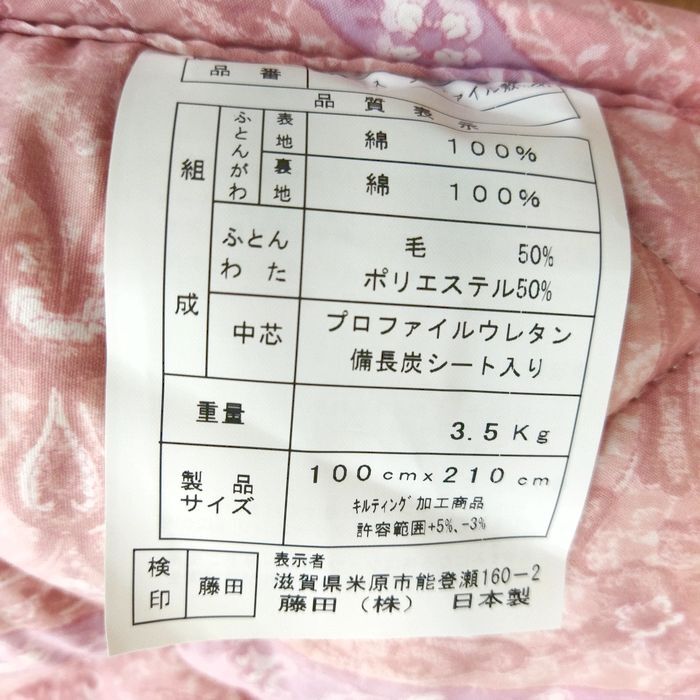 品番
ァイル敷
品質表示
組成
ふとんがわ
表地
綿 100%
裏地
綿 100%
ふとんわた
毛 50%
ポリエステル50%
中芯
プロファイルウレタン
備長炭シート入り
重量
3.5Kg
製品
サイズ
100cmx210cm
キルティング加工商品
許容範囲+5%、-3%
検印
藤田
表示者
滋賀県米原市能登瀬160-2
藤田(株) 日本製